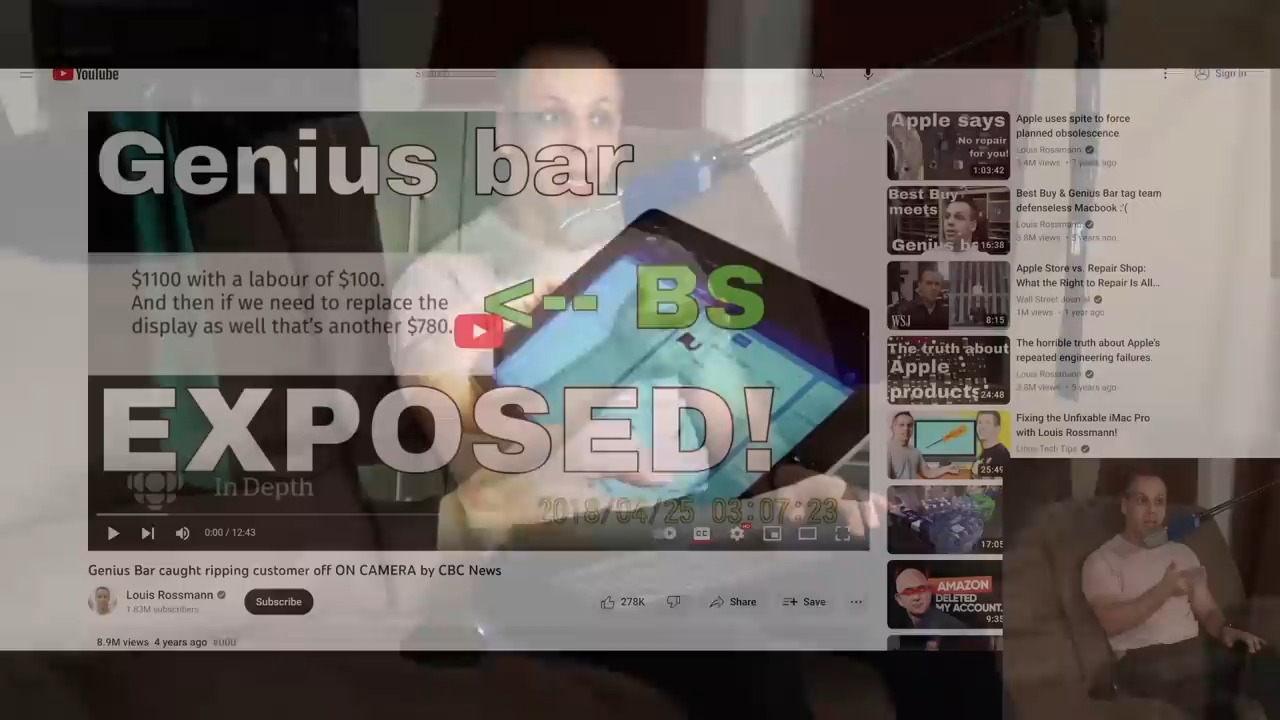 YouTube
Search
Sign in
Genius bar
$1100 with a labour of $100.
And then if we need to replace the
display as well that's another $780.
<-- BS
EXPOSED!
In Depth
2018/04/25 03:07:23
0:00 / 12:43
CC
HD
Genius Bar caught ripping customer off ON CAMERA by CBC News
Louis Rossmann
1.83M subscribers
Subscribe
278K
Share
Save
8.9M views 4 years ago
Apple says
No repair
for you!
1:03:42
Apple uses spite to force
planned obsolescence
Louis Rossmann
Best Buy
meets
Genius ba
16:38
Best Buy & Genius Bar tag team
defenseless Macbook :'(
Louis Rossmann
WSJ
8:15
Apple Store vs. Repair Shop:
What the Right to Repair Is All...
Wall Street Journal
1M views • 1 year ago
The truth about
Apple
products
24:48
The horrible truth about Apple's
repeated engineering failures.
Louis Rossmann
25:49
Fixing the Unfixable iMac Pro
with Louis Rossmann!
Linus Tech Tips
17:05
AMAZON
DELETED
MY ACCOUNT.
9:35